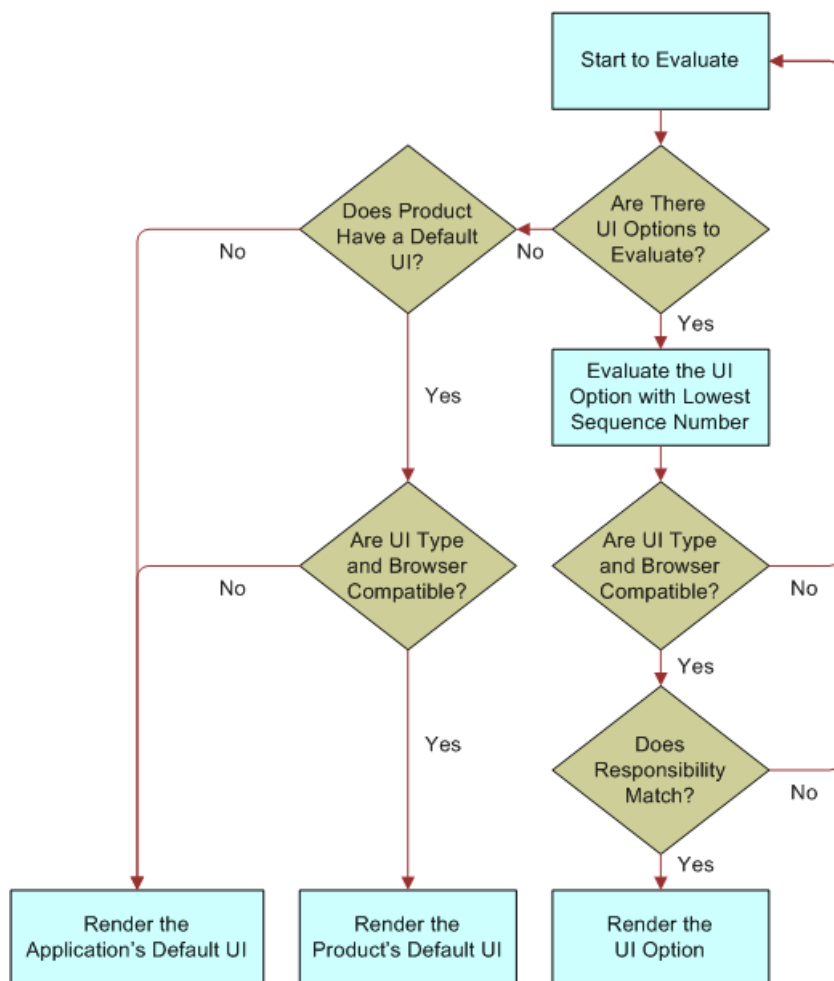 Start to Evaluate
Are There
UI Options to
Evaluate?
No
Yes
Does Product
Have a Default
UI?
No
Yes
Evaluate the UI
Option with Lowest
Sequence Number
Are UI Type
and Browser
Compatible?
No
Yes
Are UI Type
and Browser
Compatible?
No
Yes
Does
Responsibility
Match?
No
Yes
Render the
Application's Default UI
Render the
Product's Default UI
Render the
UI Option